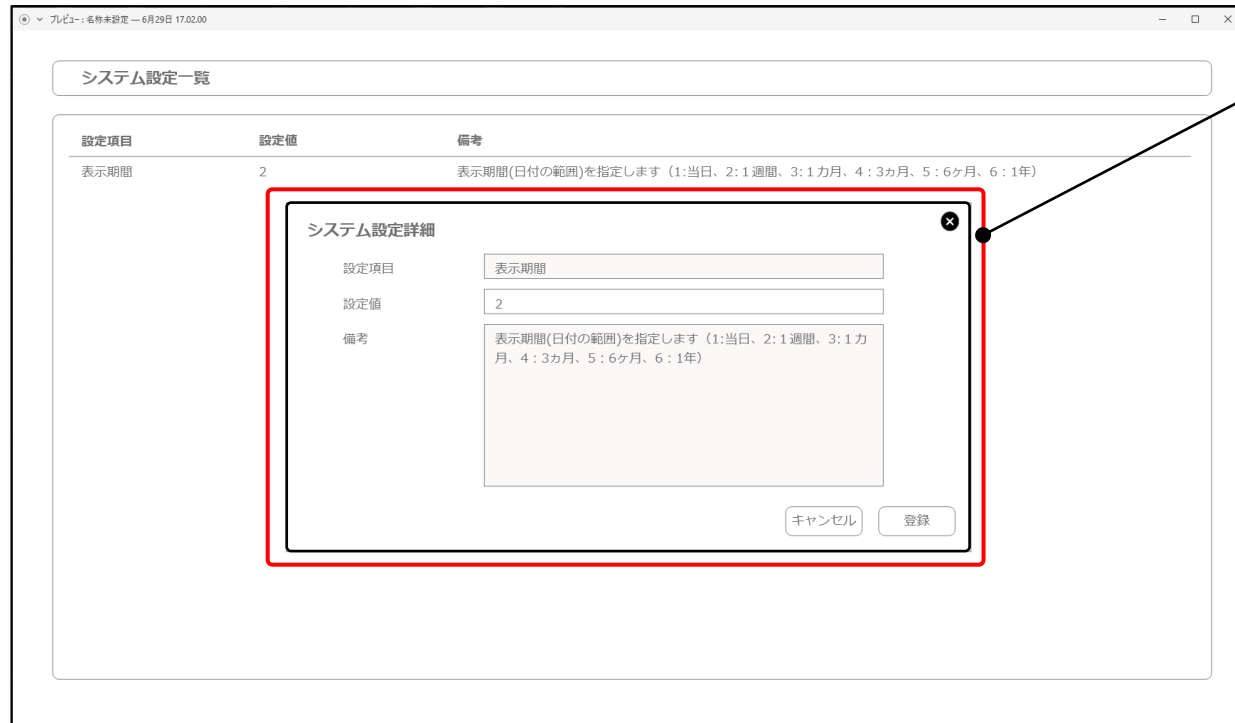 プレビュー : 名称未設定 — 6月29日 17.02.00
システム設定一覧
設定項目 設定値 備考
表示期間 2 表示期間(日付の範囲)を指定します（1:当日、2:１週間、3:１カ月、4：3ヵ月、5：6ヶ月、6：1年）
システム設定詳細
設定項目 表示期間
設定値 2
備考 表示期間(日付の範囲)を指定します（1:当日、2:１週間、3:１カ
月、4：3ヵ月、5：6ケ月、6：1年）
キャンセル 登録